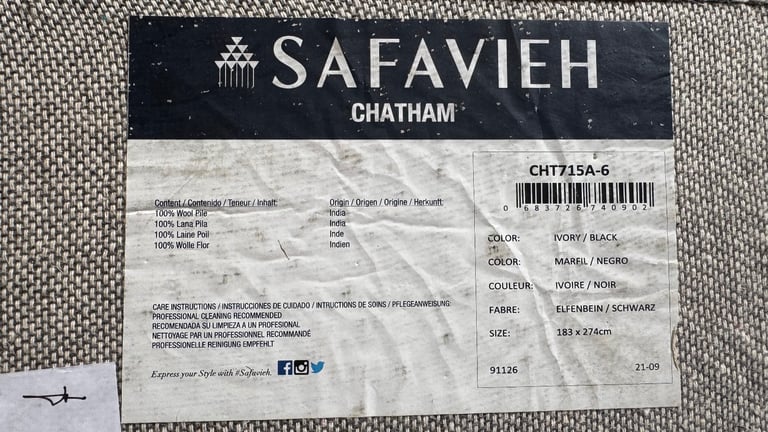 SAFAVIEH
CHATHAM
Content / Contenido / Teneur / Inhalt:
100% Wool Pile
100% Lana Pila
100% Laine Poil
100% Wolle Flor
Origin / Origen / Origine / Herkunft:
India
India
Inde
Indien
CARE INSTRUCTIONS / INSTRUCCIONES DE CUIDADO / INTRUCTIONS DE SOINS / PFLEGEANWEISUNG:
PROFESSIONAL CLEANING RECOMMENDED
RECOMENDADA SU LIMPIEZA A UN PROFESIONAL
NETTOYAGE PAR UN PROFESSIONNEL RECOMMANDÉ
PROFESSIONELLE REINIGUNG EMPFEHLT
Express your Style with #Safavieh.
CHT715A-6
0 683726 740902
COLOR: IVORY / BLACK
COLOR: MARFIL / NEGRO
COULEUR: IVOIRE / NOIR
FABRE: ELFENBEIN / SCHWARZ
SIZE: 183 x 274cm
91126 21-09